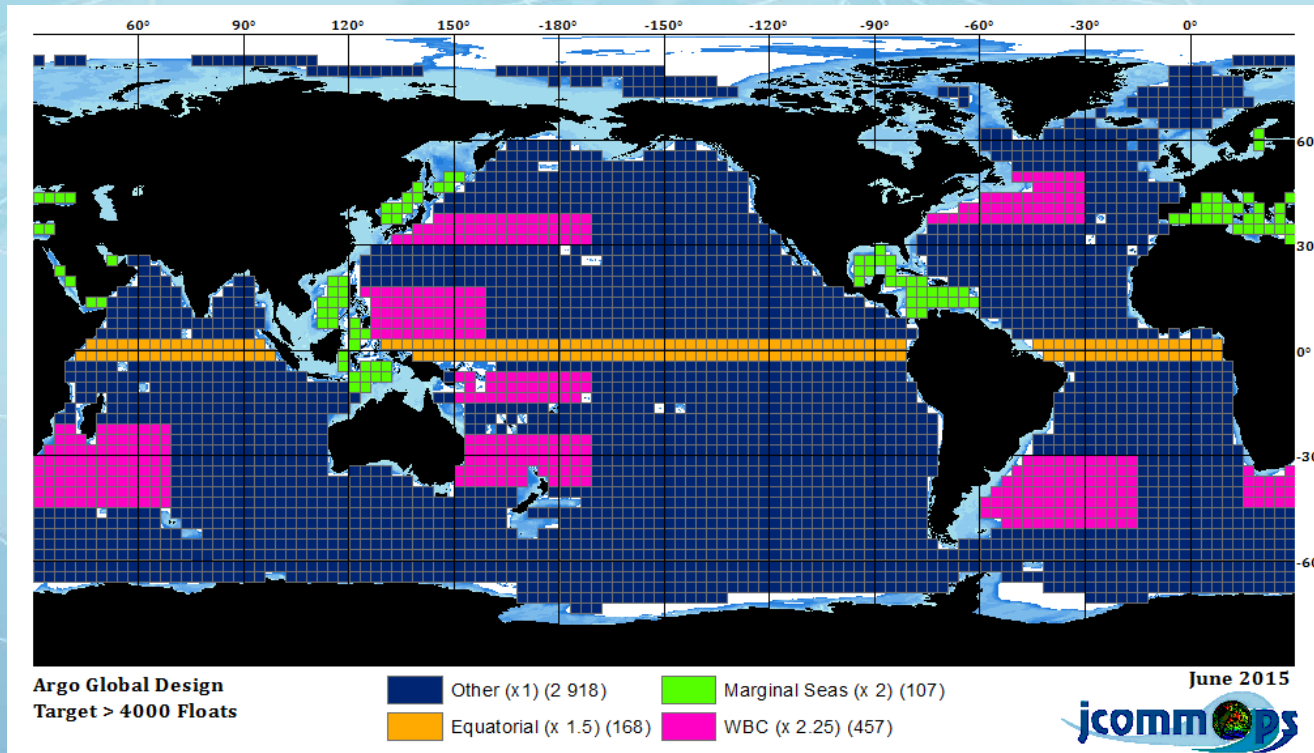 60° 90° 120° 150° -180° -150° -120° -90° -60° -30° 0°
60
30
0°
-30
-60
Argo Global Design
Target > 4000 Floats
Other (x1) (2 918)
Marginal Seas (x 2) (107)
Equatorial (x 1.5) (168)
WBC (x 2.25) (457)
June 2015
jcommops